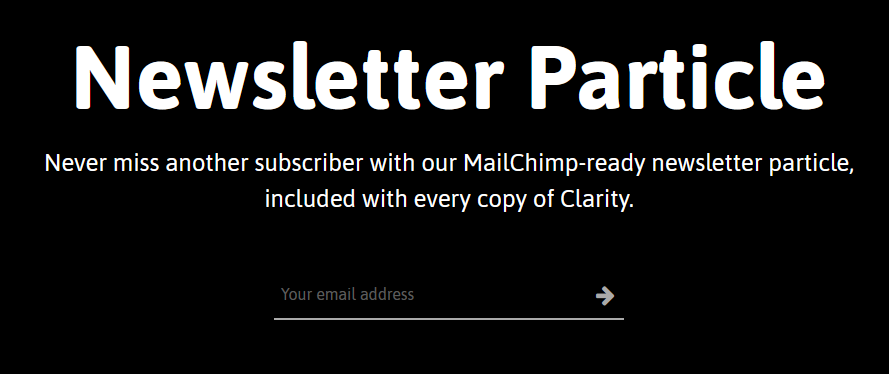 Newsletter Particle
Never miss another subscriber with our MailChimp-ready newsletter particle,
included with every copy of Clarity.
Your email address